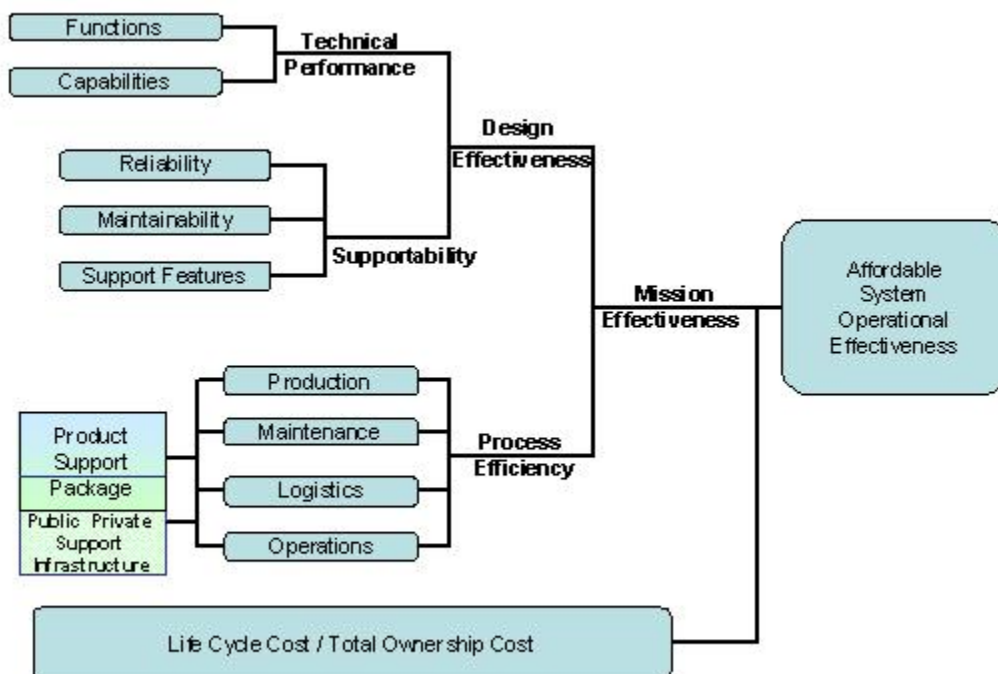 Functions
Technical
Performance
Capabilities
Design
Effectiveness
Reliability
Maintainability
Supportability
Support Features
Affordable
System
Operational
Effectiveness
Mission
Effectiveness
Production
Maintenance
Product
Support
Package
Process
Efficiency
Logistics
Public Private
Support
Infrastructure
Operations
Life Cycle Cost / Total Ownership Cost